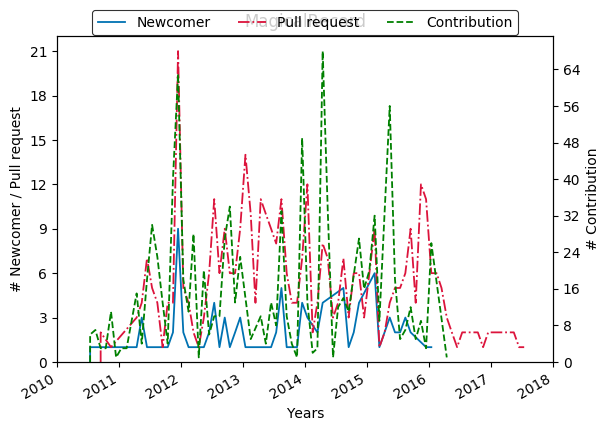 MagicalRecord
Newcomer Pull request Contribution
# Newcomer / Pull request
21
18
15
12
9
6
3
0
# Contribution
64
56
48
40
32
24
16
8
0
2010 2011 2012 2013 2014 2015 2016 2017 2018
Years